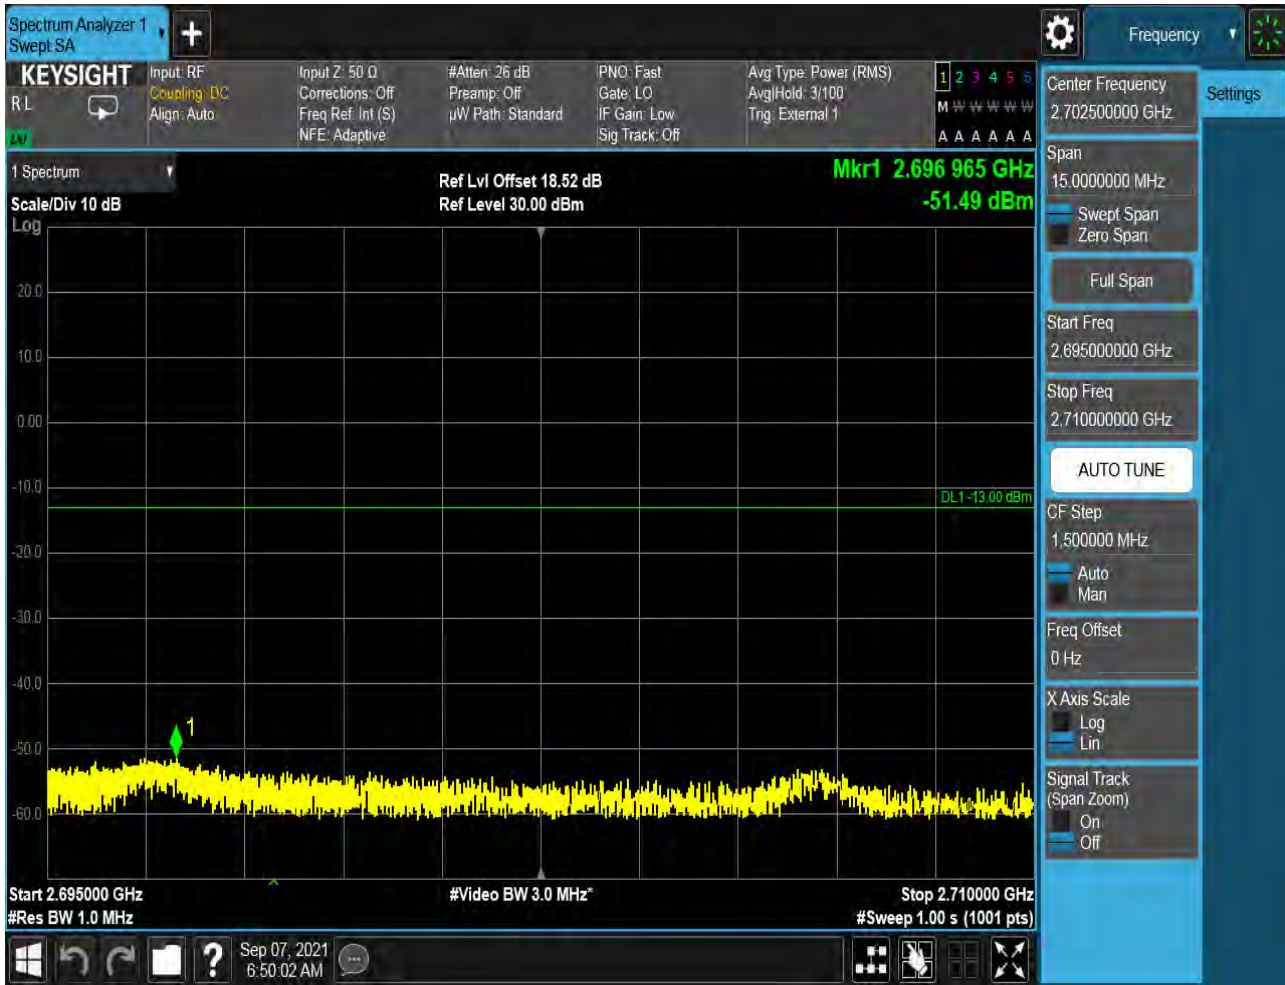 Spectrum Analyzer 1
Swept SA
Frequency
KEYSIGHT
R L
Input: RF
Coupling: DC
Align: Auto
Input Z: 50 Ω
Corrections: Off
Freq Ref: Int (S)
NFE: Adaptive
#Atten: 26 dB
Preamp: Off
µW Path: Standard
PNO: Fast
Gate: LO
IF Gain: Low
Sig Track: Off
Avg Type: Power (RMS)
Avg|Hold: 3/100
Trig: External 1
1 2 3 4 5 6
M W W W W W
A A A A A A
1 Spectrum
Scale/Div 10 dB
Log
Ref Lvl Offset 18.52 dB
Ref Level 30.00 dBm
Mkr1 2.696 965 GHz
-51.49 dBm
20.0
10.0
0.00
-10.0
DL1 -13.00 dBm
-20.0
-30.0
-40.0
1
-50.0
-60.0
Start 2.695000 GHz
#Res BW 1.0 MHz
#Video BW 3.0 MHz*
Stop 2.710000 GHz
#Sweep 1.00 s (1001 pts)
Sep 07, 2021
6:50:02 AM
Center Frequency
2.702500000 GHz
Settings
Span
15.0000000 MHz
Swept Span
Zero Span
Full Span
Start Freq
2.695000000 GHz
Stop Freq
2.710000000 GHz
AUTO TUNE
CF Step
1.500000 MHz
Auto
Man
Freq Offset
0 Hz
X Axis Scale
Log
Lin
Signal Track
(Span Zoom)
On
Off